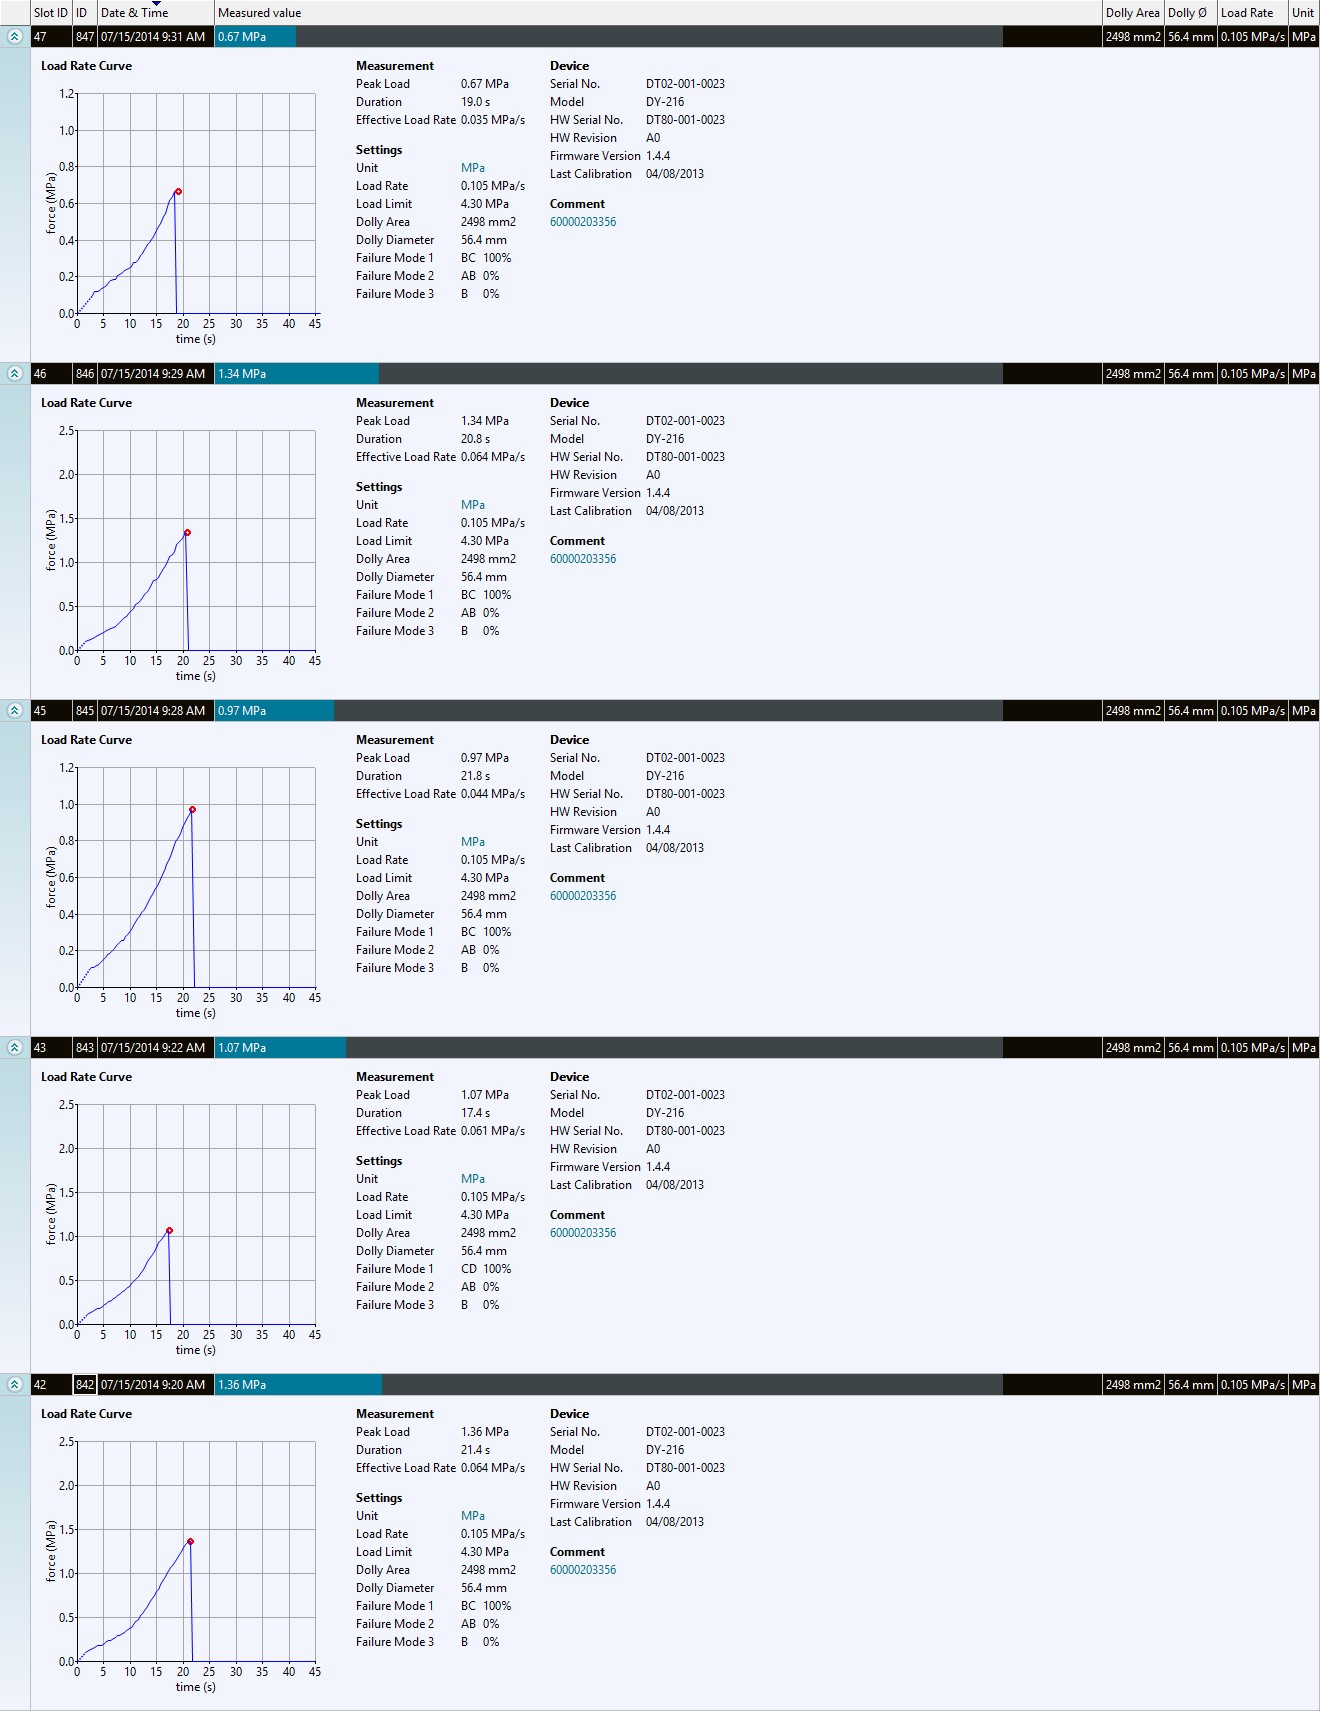 Slot ID ID Date & Time Measured value Dolly Area Dolly Ø Load Rate Unit
47 847 07/15/2014 9:31 AM 0.67 MPa 2498 mm2 56.4 mm 0.105 MPa/s MPa
Load Rate Curve
1.2
1.0
0.8
0.6
0.4
0.2
0.0
force (MPa)
0 5 10 15 20 25 30 35 40 45
time (s)
Measurement
Peak Load 0.67 MPa
Duration 19.0 s
Effective Load Rate 0.035 MPa/s
Settings
Unit MPa
Load Rate 0.105 MPa/s
Load Limit 4.30 MPa
Dolly Area 2498 mm2
Dolly Diameter 56.4 mm
Failure Mode 1 BC 100%
Failure Mode 2 AB 0%
Failure Mode 3 B 0%
Device
Serial No. DT02-001-0023
Model DY-216
HW Serial No. DT80-001-0023
HW Revision A0
Firmware Version 1.4.4
Last Calibration 04/08/2013
Comment
60000203356
46 846 07/15/2014 9:29 AM 1.34 MPa 2498 mm2 56.4 mm 0.105 MPa/s MPa
Load Rate Curve
2.5
2.0
1.5
1.0
0.5
0.0
force (MPa)
0 5 10 15 20 25 30 35 40 45
time (s)
Measurement
Peak Load 1.34 MPa
Duration 20.8 s
Effective Load Rate 0.064 MPa/s
Settings
Unit MPa
Load Rate 0.105 MPa/s
Load Limit 4.30 MPa
Dolly Area 2498 mm2
Dolly Diameter 56.4 mm
Failure Mode 1 BC 100%
Failure Mode 2 AB 0%
Failure Mode 3 B 0%
Device
Serial No. DT02-001-0023
Model DY-216
HW Serial No. DT80-001-0023
HW Revision A0
Firmware Version 1.4.4
Last Calibration 04/08/2013
Comment
60000203356
45 845 07/15/2014 9:28 AM 0.97 MPa 2498 mm2 56.4 mm 0.105 MPa/s MPa
Load Rate Curve
1.2
1.0
0.8
0.6
0.4
0.2
0.0
force (MPa)
0 5 10 15 20 25 30 35 40 45
time (s)
Measurement
Peak Load 0.97 MPa
Duration 21.8 s
Effective Load Rate 0.044 MPa/s
Settings
Unit MPa
Load Rate 0.105 MPa/s
Load Limit 4.30 MPa
Dolly Area 2498 mm2
Dolly Diameter 56.4 mm
Failure Mode 1 BC 100%
Failure Mode 2 AB 0%
Failure Mode 3 B 0%
Device
Serial No. DT02-001-0023
Model DY-216
HW Serial No. DT80-001-0023
HW Revision A0
Firmware Version 1.4.4
Last Calibration 04/08/2013
Comment
60000203356
43 843 07/15/2014 9:22 AM 1.07 MPa 2498 mm2 56.4 mm 0.105 MPa/s MPa
Load Rate Curve
2.5
2.0
1.5
1.0
0.5
0.0
force (MPa)
0 5 10 15 20 25 30 35 40 45
time (s)
Measurement
Peak Load 1.07 MPa
Duration 17.4 s
Effective Load Rate 0.061 MPa/s
Settings
Unit MPa
Load Rate 0.105 MPa/s
Load Limit 4.30 MPa
Dolly Area 2498 mm2
Dolly Diameter 56.4 mm
Failure Mode 1 CD 100%
Failure Mode 2 AB 0%
Failure Mode 3 B 0%
Device
Serial No. DT02-001-0023
Model DY-216
HW Serial No. DT80-001-0023
HW Revision A0
Firmware Version 1.4.4
Last Calibration 04/08/2013
Comment
60000203356
42 842 07/15/2014 9:20 AM 1.36 MPa 2498 mm2 56.4 mm 0.105 MPa/s MPa
Load Rate Curve
2.5
2.0
1.5
1.0
0.5
0.0
force (MPa)
0 5 10 15 20 25 30 35 40 45
time (s)
Measurement
Peak Load 1.36 MPa
Duration 21.4 s
Effective Load Rate 0.064 MPa/s
Settings
Unit MPa
Load Rate 0.105 MPa/s
Load Limit 4.30 MPa
Dolly Area 2498 mm2
Dolly Diameter 56.4 mm
Failure Mode 1 BC 100%
Failure Mode 2 AB 0%
Failure Mode 3 B 0%
Device
Serial No. DT02-001-0023
Model DY-216
HW Serial No. DT80-001-0023
HW Revision A0
Firmware Version 1.4.4
Last Calibration 04/08/2013
Comment
60000203356